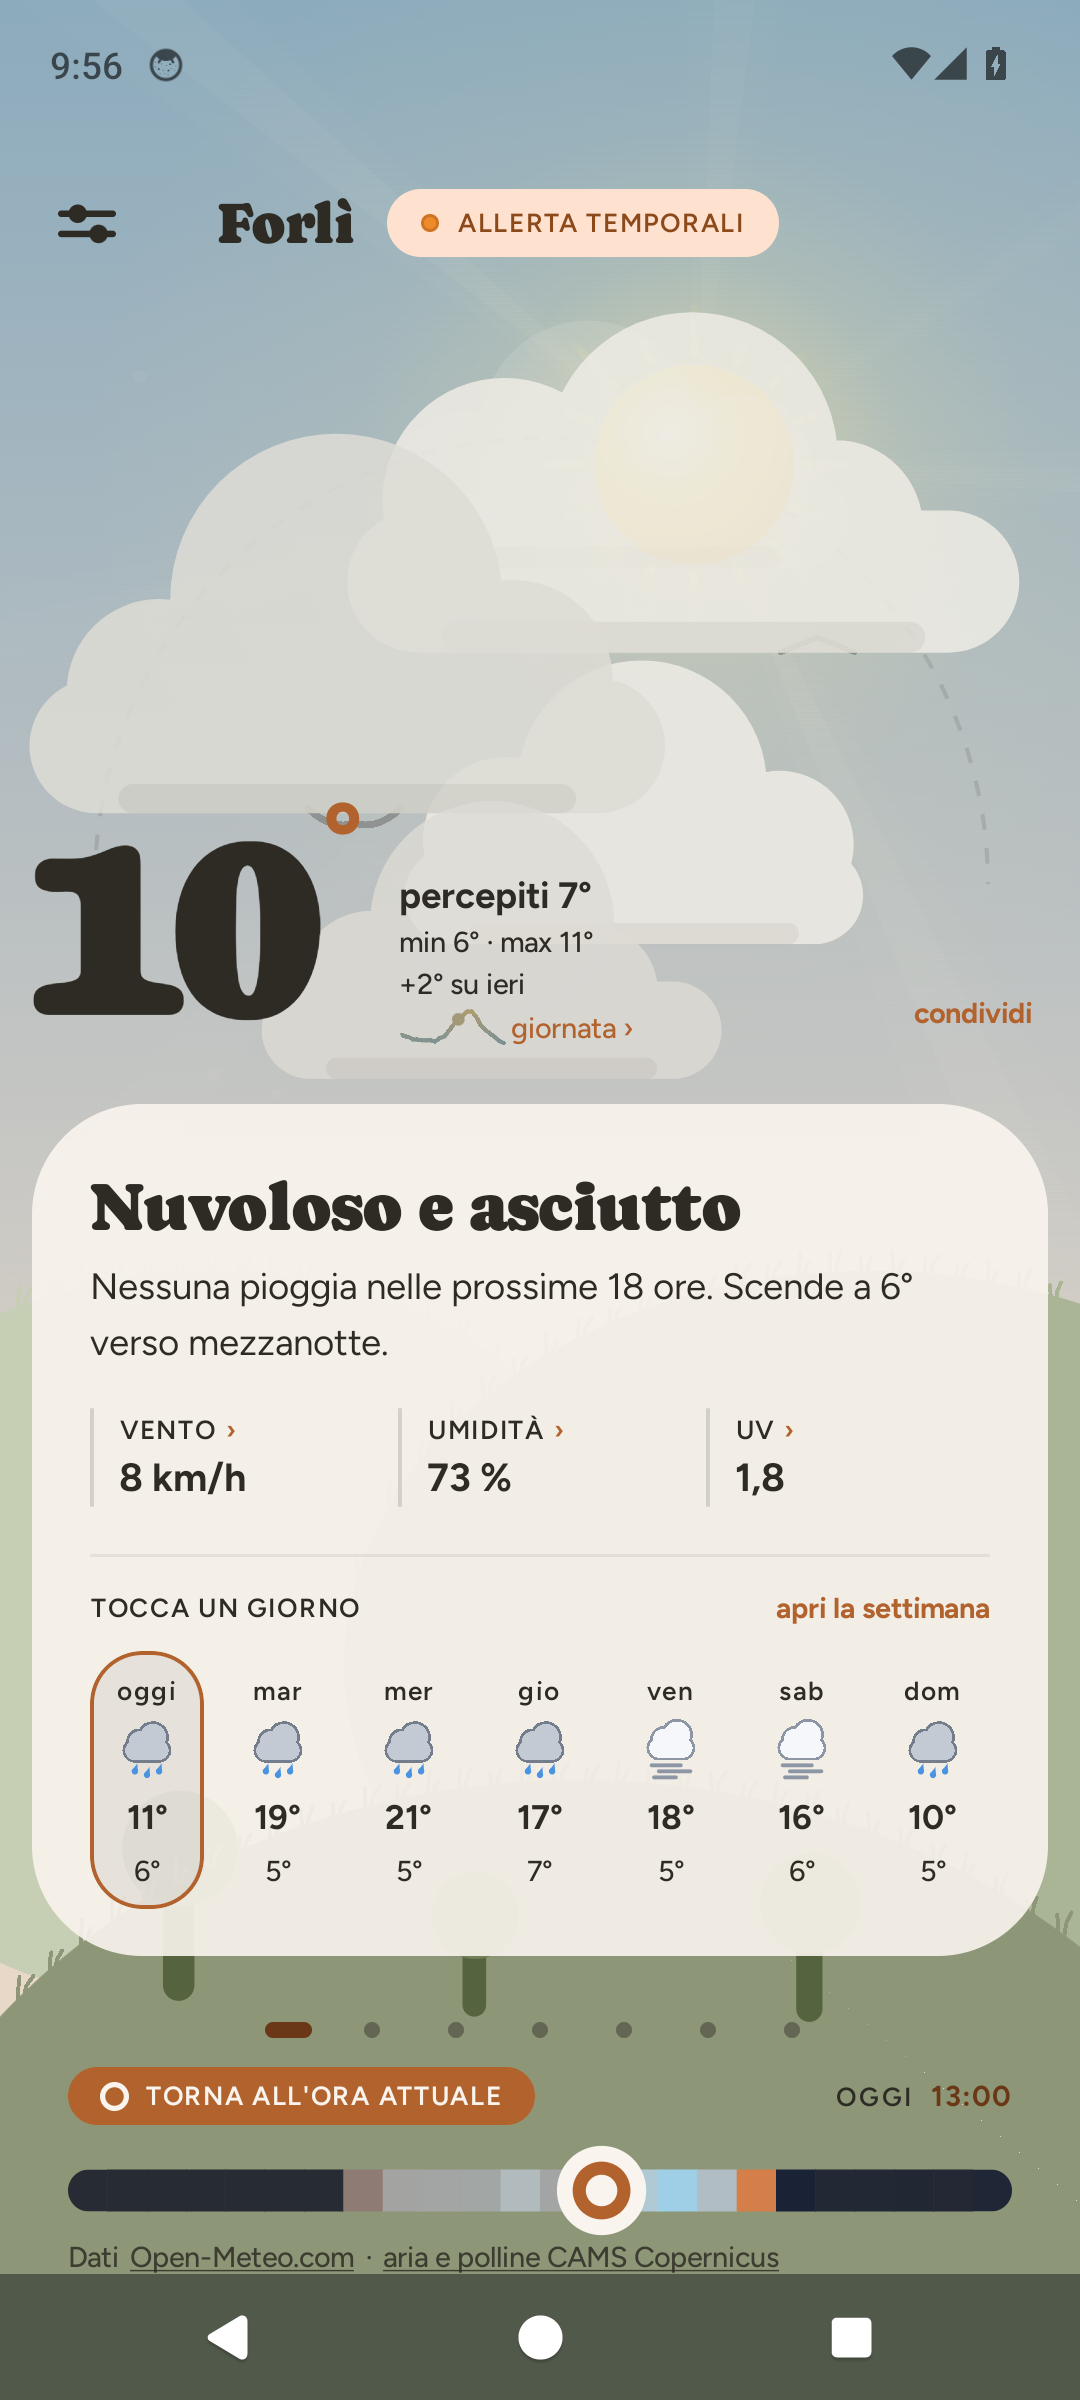 9:56
Forlì
ALLERTA TEMPORALI
10
percepiti 7°
min 6° · max 11°
+2° su ieri
giornata ›
condividi
Nuvoloso e asciutto
Nessuna pioggia nelle prossime 18 ore. Scende a 6°
verso mezzanotte.
VENTO › UMIDITÀ › UV ›
8 km/h 73 % 1,8
TOCCA UN GIORNO apri la settimana
oggi mar mer gio ven sab dom
11° 19° 21° 17° 18° 16° 10°
6° 5° 5° 7° 5° 6° 5°
TORNA ALL'ORA ATTUALE OGGI 13:00
Dati Open-Meteo.com · aria e polline CAMS Copernicus